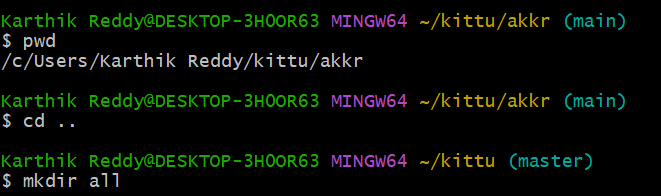 Karthik Reddy@DESKTOP-3HOOR63 MINGW64 ~/kittu/akkr (main)
$ pwd
/c/Users/Karthik Reddy/kittu/akkr
Karthik Reddy@DESKTOP-3HOOR63 MINGW64 ~/kittu/akkr (main)
$ cd ..
Karthik Reddy@DESKTOP-3HOOR63 MINGW64 ~/kittu (master)
$ mkdir all